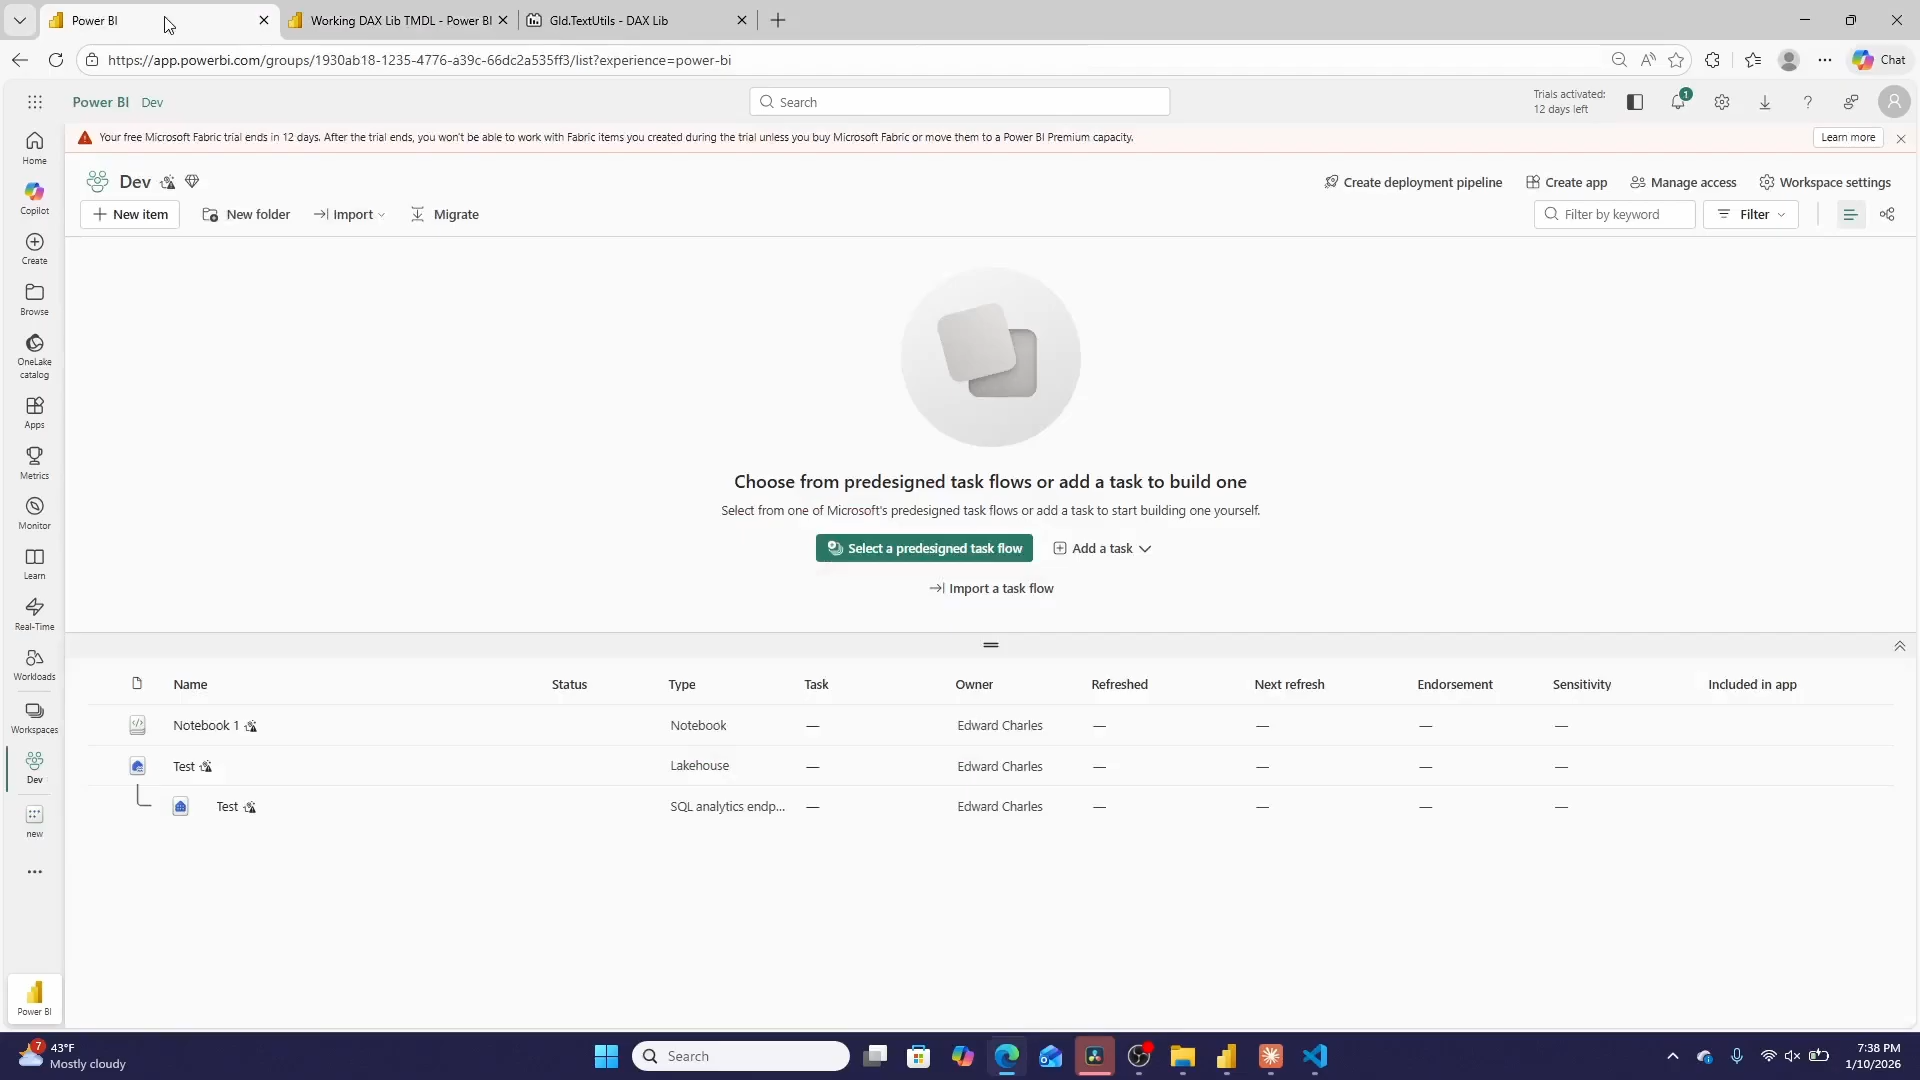 Power BI
Working DAX Lib TMDL - Power BI
Gld.TextUtils - DAX Lib
https://app.powerbi.com/groups/1930ab18-1235-4776-a39c-66dc2a535ff3/list?experience=power-bi
Chat
Power BI Dev
Search
Trials activated:
12 days left
1
Your free Microsoft Fabric trial ends in 12 days. After the trial ends, you won't be able to work with Fabric items you created during the trial unless you buy Microsoft Fabric or move them to a Power BI Premium capacity.
Learn more
Home
Copilot
Create
Browse
OneLake
catalog
Apps
Metrics
Monitor
Learn
Real-Time
Workloads
Workspaces
Dev
new
Power BI
Dev
Create deployment pipeline
Create app
Manage access
Workspace settings
New item
New folder
Import
Migrate
Filter by keyword
Filter
Choose from predesigned task flows or add a task to build one
Select from one of Microsoft's predesigned task flows or add a task to start building one yourself.
Select a predesigned task flow
Add a task
Import a task flow
Name Status Type Task Owner Refreshed Next refresh Endorsement Sensitivity Included in app
Notebook 1 Notebook — Edward Charles — — — —
Test Lakehouse — Edward Charles — — — —
Test SQL analytics endp... — Edward Charles — — — —
7
43°F
Mostly cloudy
Search
7:38 PM
1/10/2026